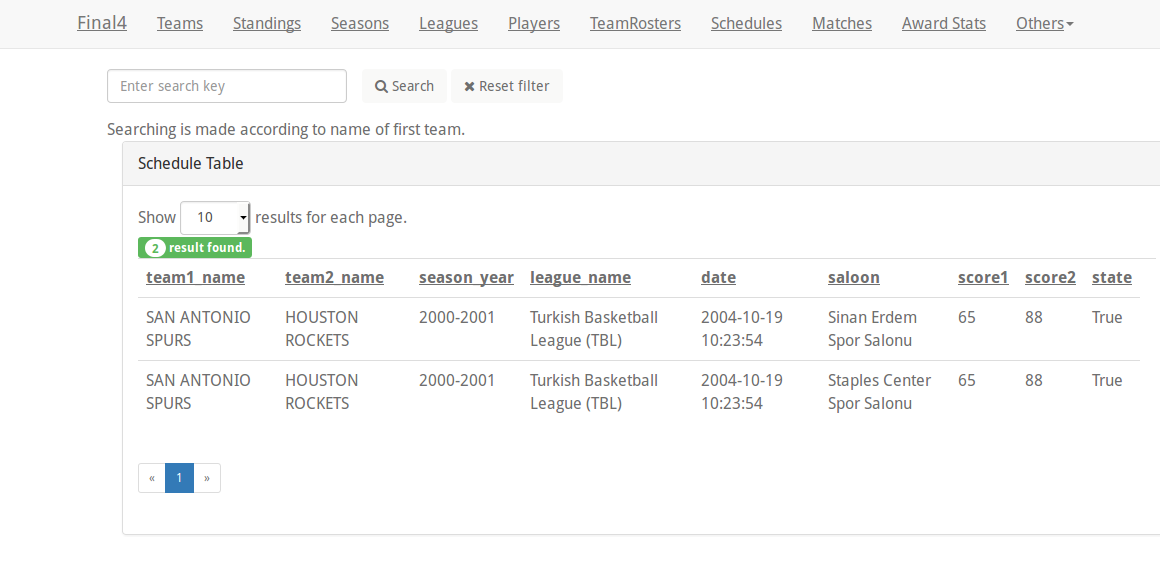 Final4 Teams Standings Seasons Leagues Players TeamRosters Schedules Matches Award Stats Others
Enter search key Search Reset filter
Searching is made according to name of first team.
Schedule Table
Show 10 results for each page.
2 result found.
team1_name team2_name season_year league_name date saloon score1 score2 state
SAN ANTONIO HOUSTON 2000-2001 Turkish Basketball 2004-10-19 Sinan Erdem 65 88 True
SPURS ROCKETS League (TBL) 10:23:54 Spor Salonu
SAN ANTONIO HOUSTON 2000-2001 Turkish Basketball 2004-10-19 Staples Center 65 88 True
SPURS ROCKETS League (TBL) 10:23:54 Spor Salonu
« 1 »